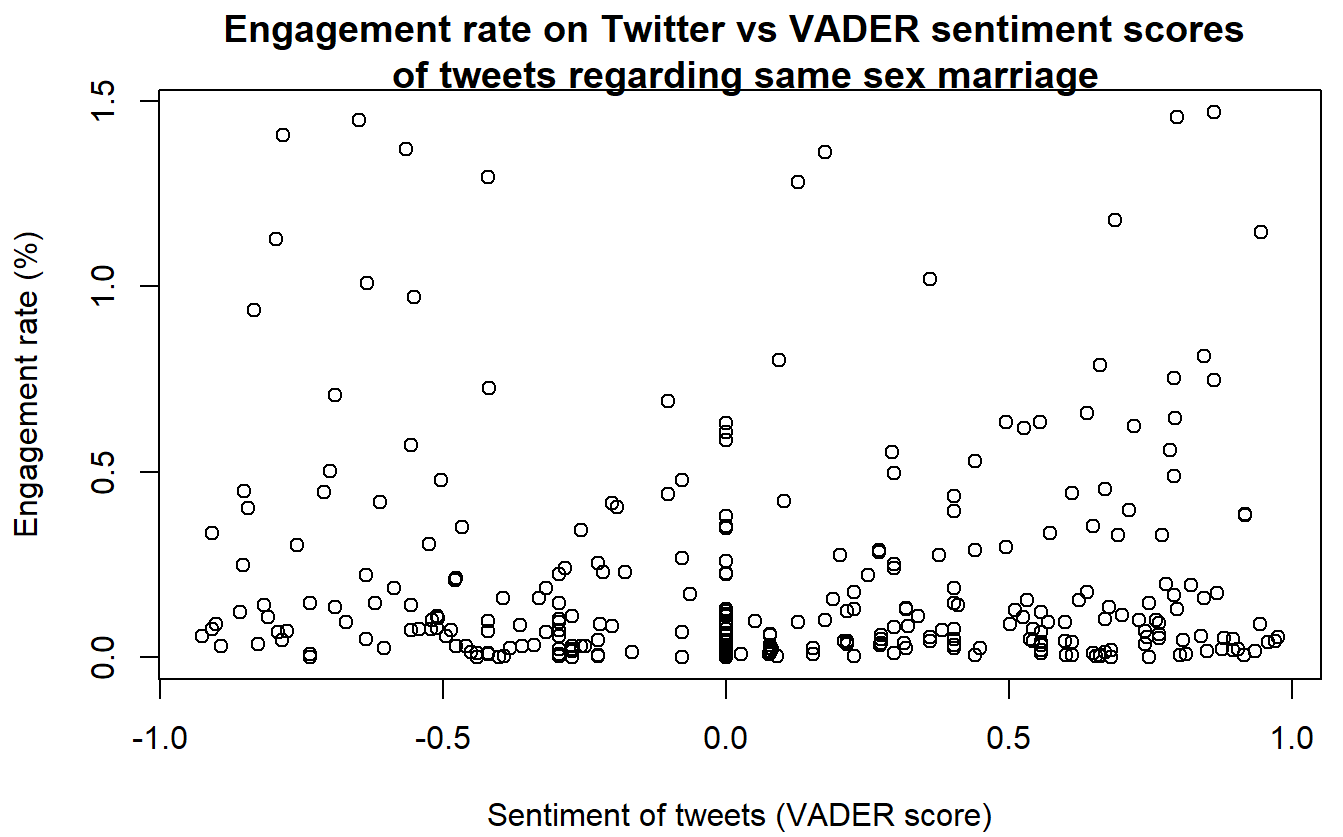 Engagement rate on Twitter vs VADER sentiment scores
of tweets regarding same sex marriage
Engagement rate (%)
1.5
1.0
0.5
0.0
-1.0 -0.5 0.0 0.5 1.0
Sentiment of tweets (VADER score)